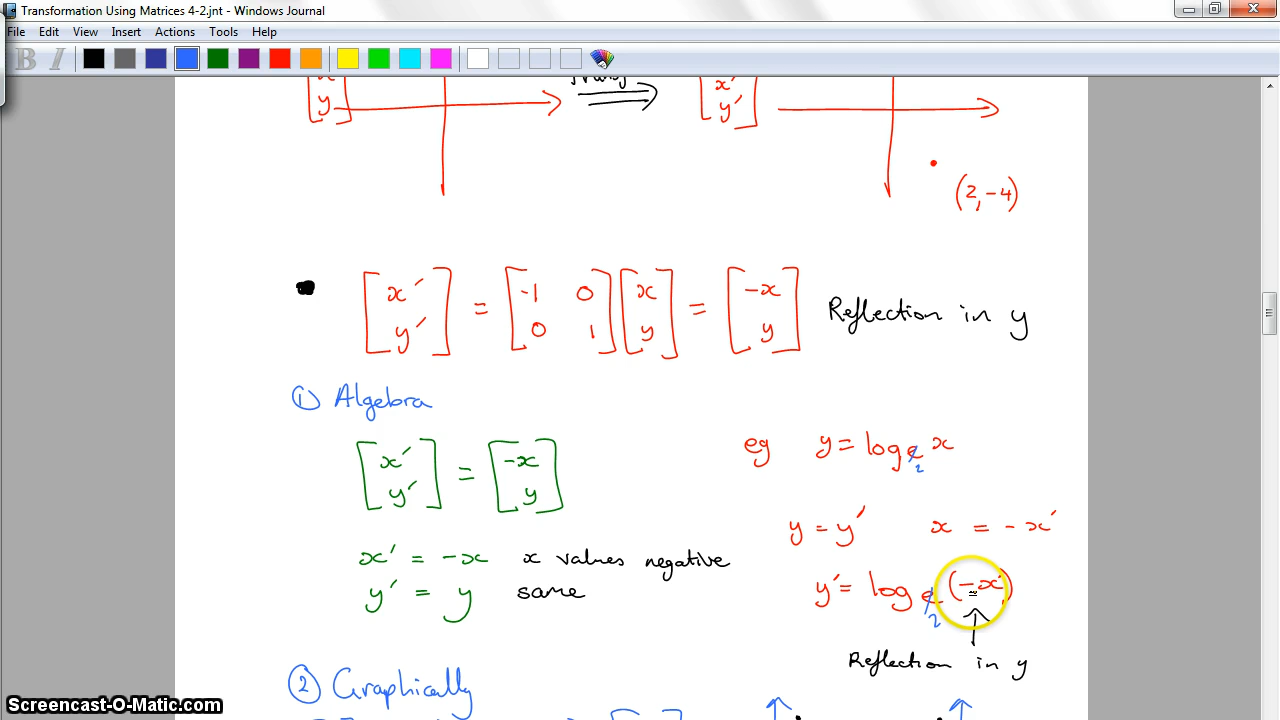 Transformation Using Matrices 4-2.jnt - Windows Journal
File Edit View Insert Actions Tools Help
B I
y
x′
y′
(2, -4)
[x′ y′] = [-1 0 0 1] [x y] = [-x y] Reflection in y
① Algebra
[x′ y′] = [-x y]
x′ = -x x values negative
y′ = y same
eg y = log e 2 x
y = y′ x = -x′
y′ = log e 2 (-x′)
Reflection in y
② Graphically
Screencast-O-Matic.com